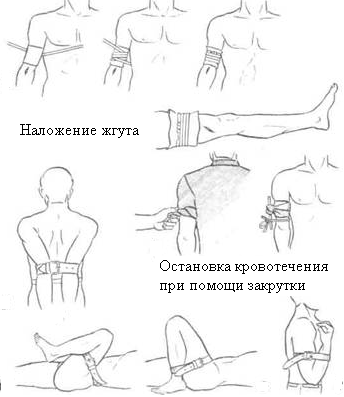 Наложение жгута
Остановка кровотечения
при помощи закрутки